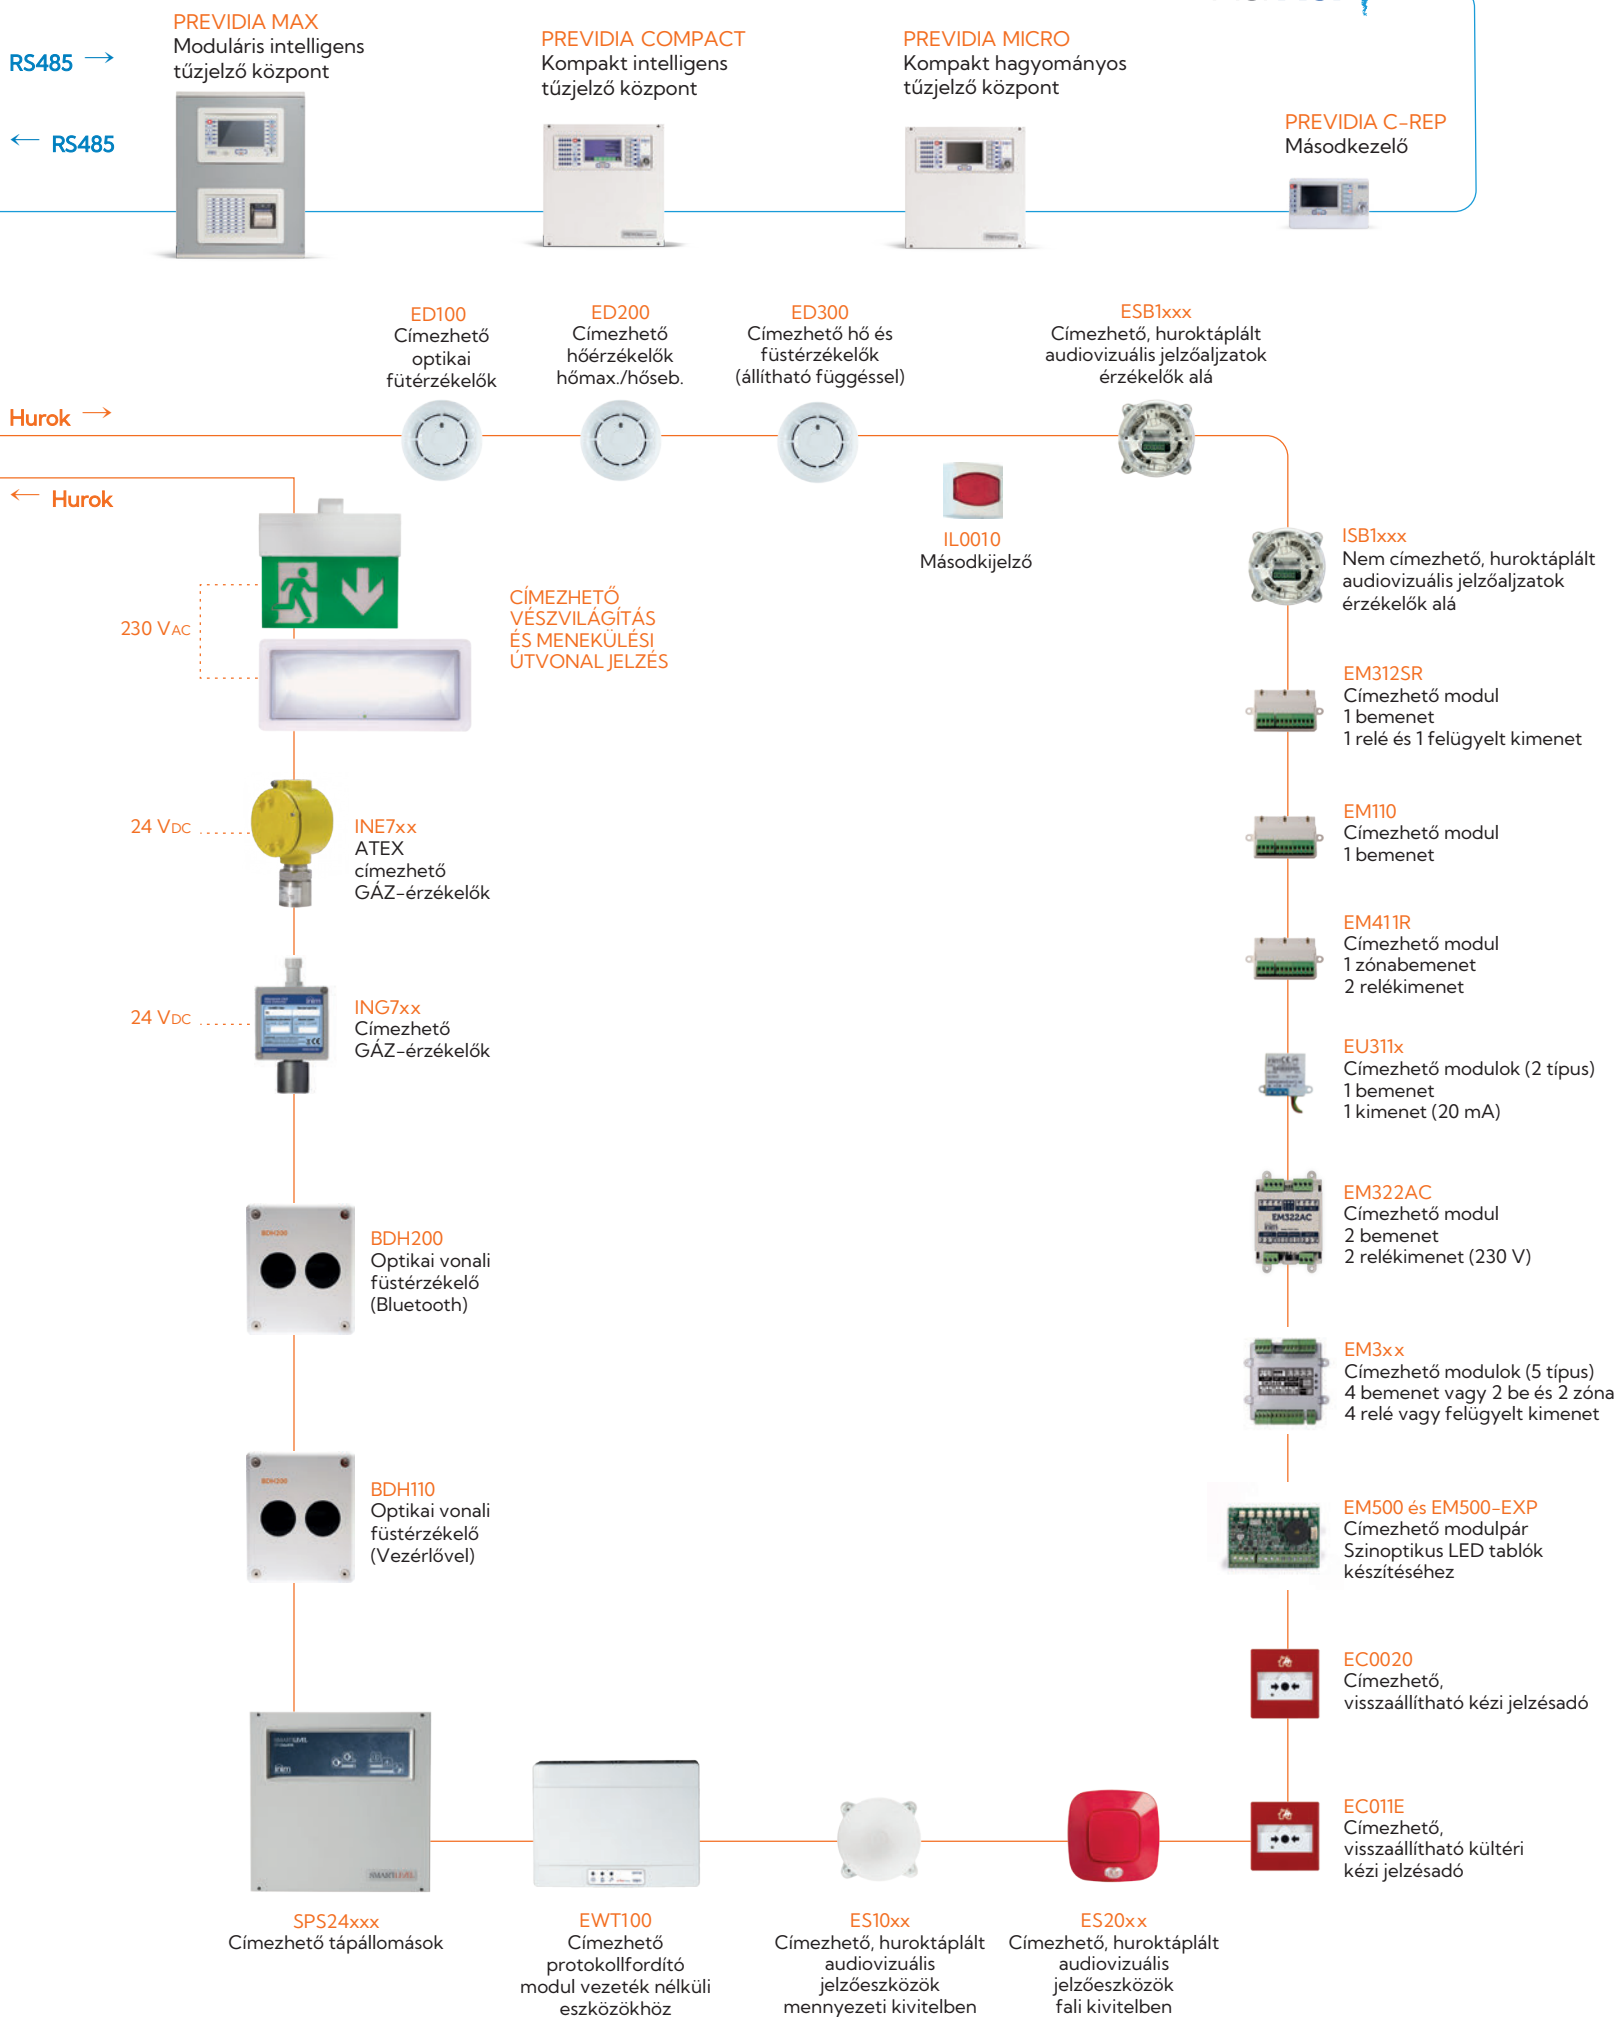 RS485
RS485
PREVIDIA MAX
Moduláris intelligens
tűzjelző központ
PREVIDIA COMPACT
Kompakt intelligens
tűzjelző központ
PREVIDIA MICRO
Kompakt hagyományos
tűzjelző központ
PREVIDIA C-REP
Másodkezelő
Hurok
Hurok
ED100
Címezhető
optikai
fütérzékelők
ED200
Címezhető
hőérzékelők
hőmax./hőseb.
ED300
Címezhető hő és
füstérzékelők
(állítható függéssel)
ESB1xxx
Címezhető, huroktáplált
audiovizuális jelzőaljzatok
érzékelők alá
IL0010
Másodkijelző
ISB1xxx
Nem címezhető, huroktáplált
audiovizuális jelzőaljzatok
érzékelők alá
230 VAC
CÍMEZHETŐ
VÉSZVILÁGÍTÁS
ÉS MENEKÜLÉSI
ÚTVONAL JELZÉS
EM312SR
Címezhető modul
1 bemenet
1 relé és 1 felügyelt kimenet
24 VDC
INE7xx
ATEX
címezhető
GÁZ-érzékelők
EM110
Címezhető modul
1 bemenet
EM411R
Címezhető modul
1 zónabemenet
2 relékimenet
24 VDC
ING7xx
Címezhető
GÁZ-érzékelők
EU311x
Címezhető modulok (2 típus)
1 bemenet
1 kimenet (20 mA)
EM322AC
EM322AC
Címezhető modul
2 bemenet
2 relékimenet (230 V)
BDH200
BDH200
Optikai vonali
füstérzékelő
(Bluetooth)
EM3xx
Címezhető modulok (5 típus)
4 bemenet vagy 2 be és 2 zóna
4 relé vagy felügyelt kimenet
BDH200
BDH110
Optikai vonali
füstérzékelő
(Vezérlővel)
EM500 és EM500-EXP
Címezhető modulpár
Szinoptikus LED tablók
készítéséhez
EC0020
Címezhető,
visszaállítható kézi jelzésadó
EC011E
Címezhető,
visszaállítható kültéri
kézi jelzésadó
SMARTLEVEL
inim
SMARTLEVEL
SPS24xxx
Címezhető tápállomások
EWT100
Címezhető
protokollfordító
modul vezeték nélküli
eszközökhöz
ES10xx
Címezhető, huroktáplált
audiovizuális
jelzőeszközök
mennyezeti kivitelben
ES20xx
Címezhető, huroktáplált
audiovizuális
jelzőeszközök
fali kivitelben